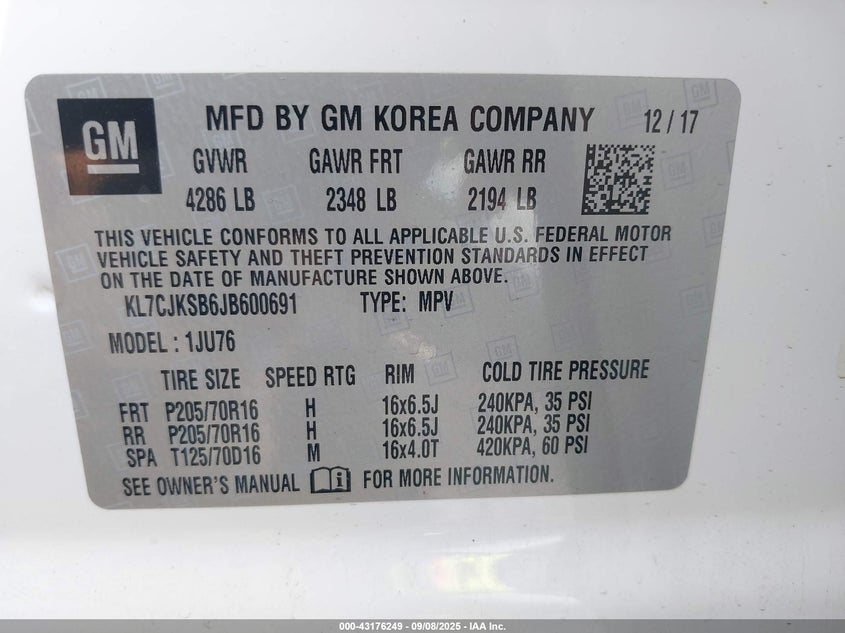 GM
MFD BY GM KOREA COMPANY 12/17
GVWR GAWR FRT GAWR RR
4286 LB 2348 LB 2194 LB
THIS VEHICLE CONFORMS TO ALL APPLICABLE U.S. FEDERAL MOTOR
VEHICLE SAFETY AND THEFT PREVENTION STANDARDS IN EFFECT
ON THE DATE OF MANUFACTURE SHOWN ABOVE.
KL7CJKSB6JB600691 TYPE: MPV
MODEL : 1JU76
TIRE SIZE SPEED RTG RIM COLD TIRE PRESSURE
FRT P205/70R16 H 16x6.5J 240KPA, 35 PSI
RR P205/70R16 H 16x6.5J 240KPA, 35 PSI
SPA T125/70D16 M 16x4.0T 420KPA, 60 PSI
SEE OWNER'S MANUAL FOR MORE INFORMATION.
000-43176249 - 09/08/2025 - IAA Inc.